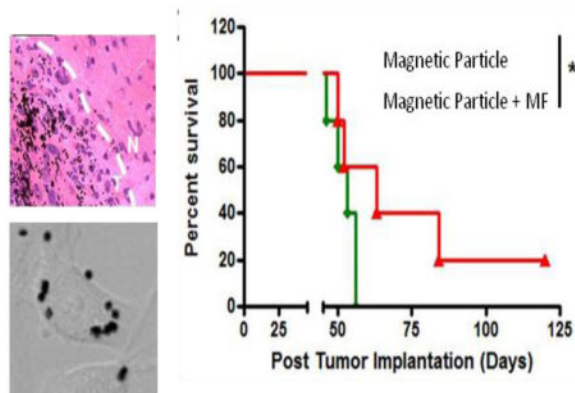 N
T
120
100
80
60
40
20
0
Percent survival
Magnetic Particle
Magnetic Particle + MF
*
0 25 50 75 100 125
Post Tumor Implantation (Days)